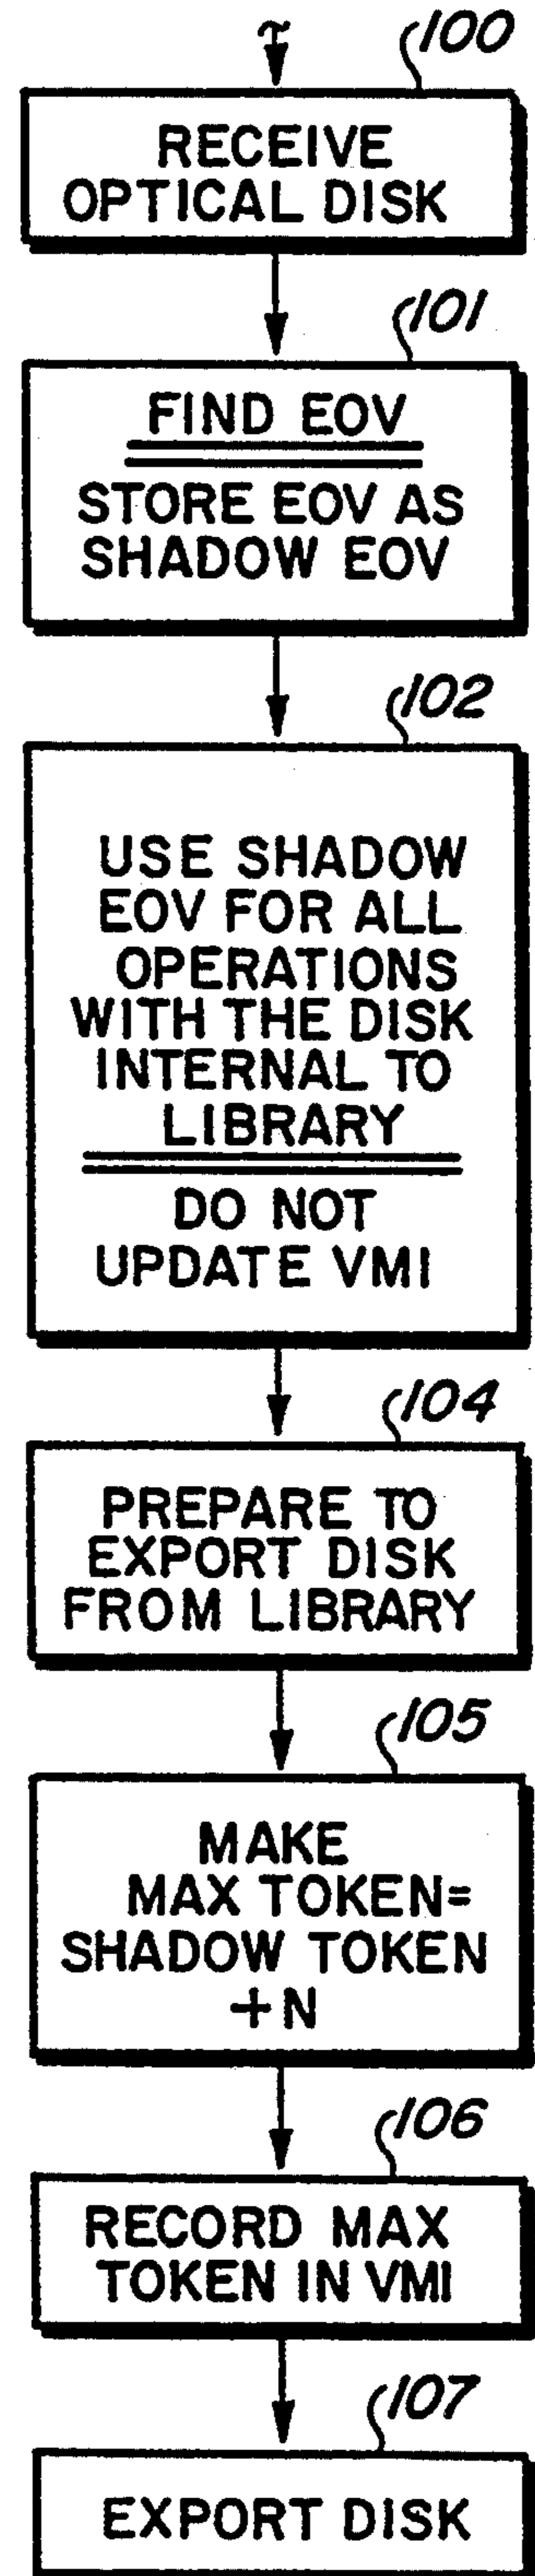 100
RECEIVE
OPTICAL DISK
101
FIND EOV
STORE EOV AS
SHADOW EOV
102
USE SHADOW
EOV FOR ALL
OPERATIONS
WITH THE DISK
INTERNAL TO
LIBRARY
DO NOT
UPDATE VMI
104
PREPARE TO
EXPORT DISK
FROM LIBRARY
105
MAKE
MAX TOKEN=
SHADOW TOKEN
+N
106
RECORD MAX
TOKEN IN VMI
107
EXPORT DISK